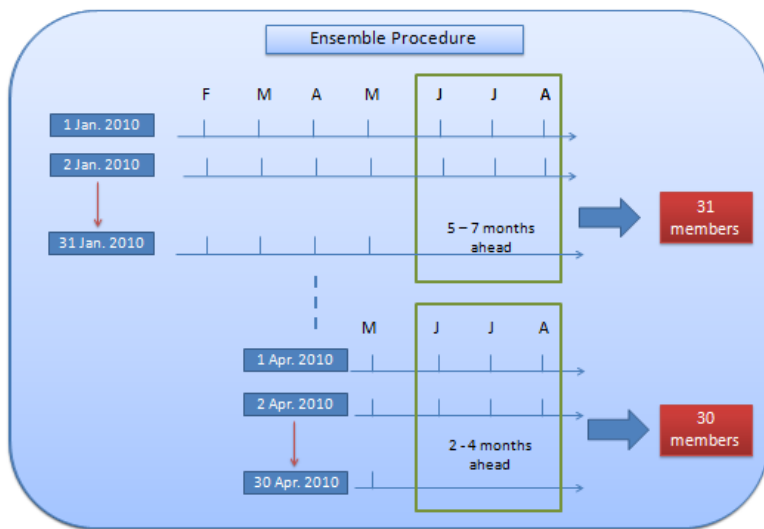 Ensemble Procedure
F M A M J J A
1 Jan. 2010
2 Jan. 2010
31 Jan. 2010
5 – 7 months
ahead
31
members
M J J A
1 Apr. 2010
2 Apr. 2010
30 Apr. 2010
2 - 4 months
ahead
30
members